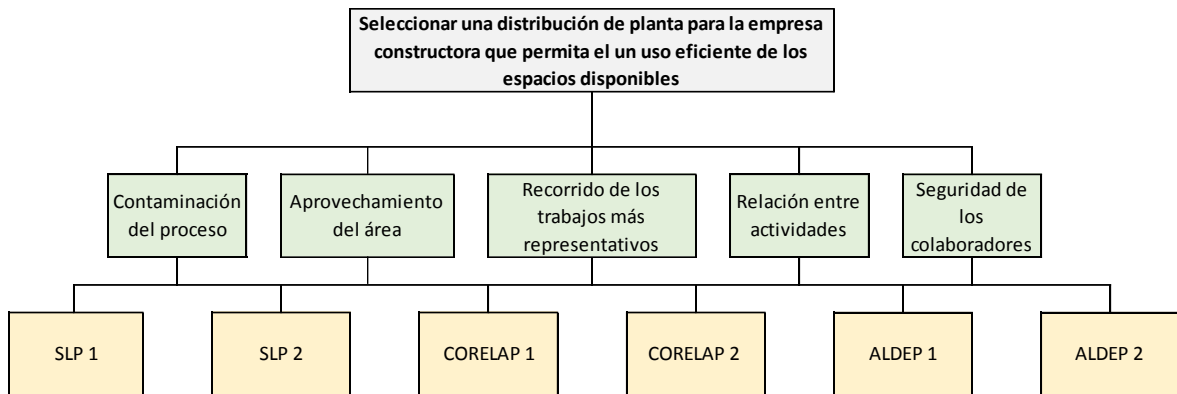 Seleccionar una distribución de planta para la empresa
constructora que permita el un uso eficiente de los
espacios disponibles
Contaminación
del proceso
Aprovechamiento
del área
Recorrido de los
trabajos más
representativos
Relación entre
actividades
Seguridad de
los
colaboradores
SLP 1
SLP 2
CORELAP 1
CORELAP 2
ALDEP 1
ALDEP 2